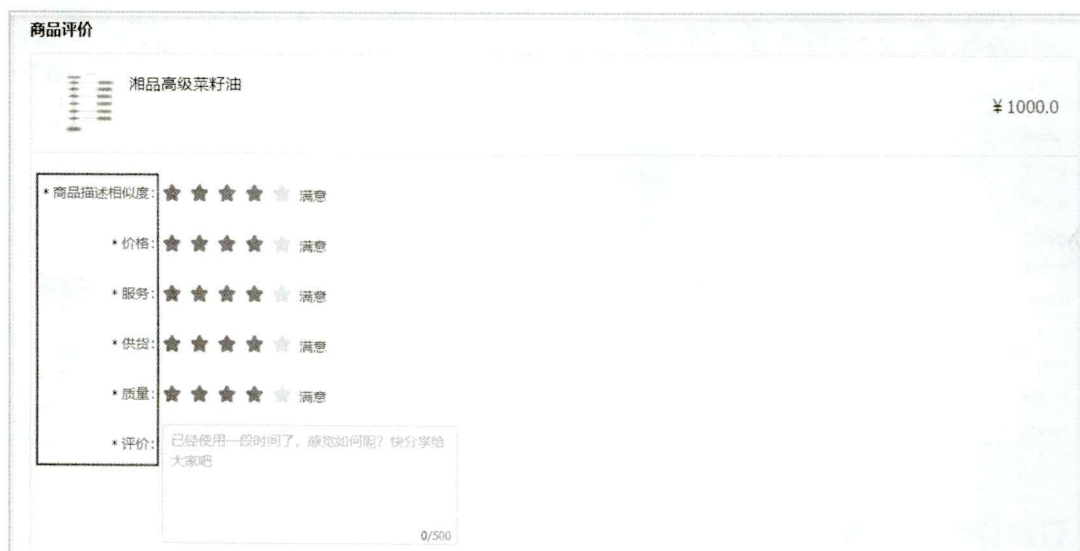 商品评价
湘品高级菜籽油
¥1000.0
* 商品描述相似度: 满意
* 价格: 满意
* 服务: 满意
* 供货: 满意
* 质量: 满意
* 评价: 已经使用一段时间了，感觉如何呢？快分享给
大家吧
0/500